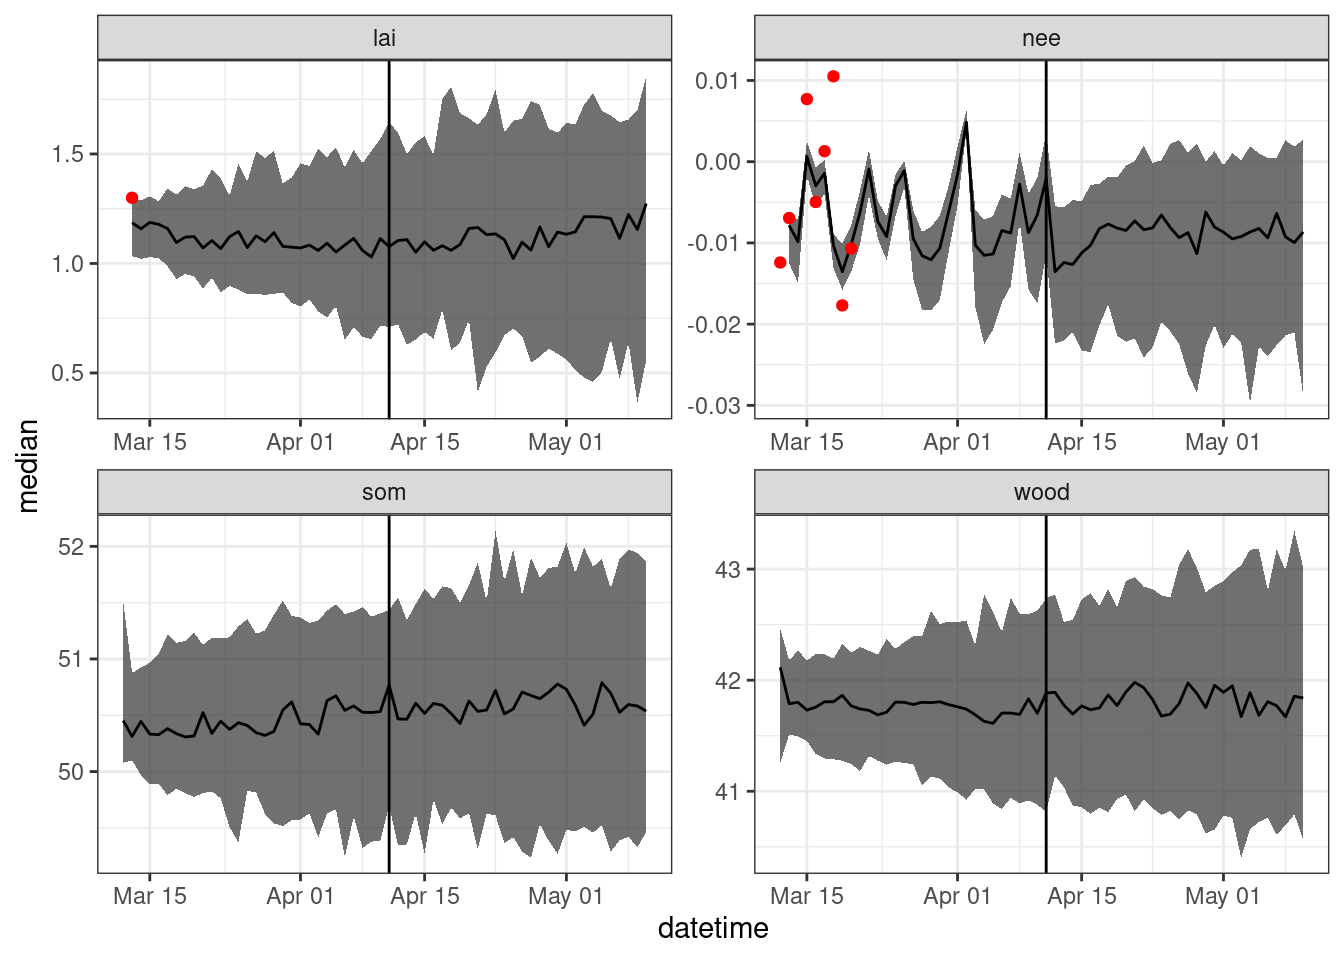 lai
nee
1.5
1.0
0.5
0.01
0.00
-0.01
-0.02
-0.03
Mar 15 Apr 01 Apr 15 May 01
Mar 15 Apr 01 Apr 15 May 01
median
som
wood
52
51
50
43
42
41
Mar 15 Apr 01 Apr 15 May 01
Mar 15 Apr 01 Apr 15 May 01
datetime